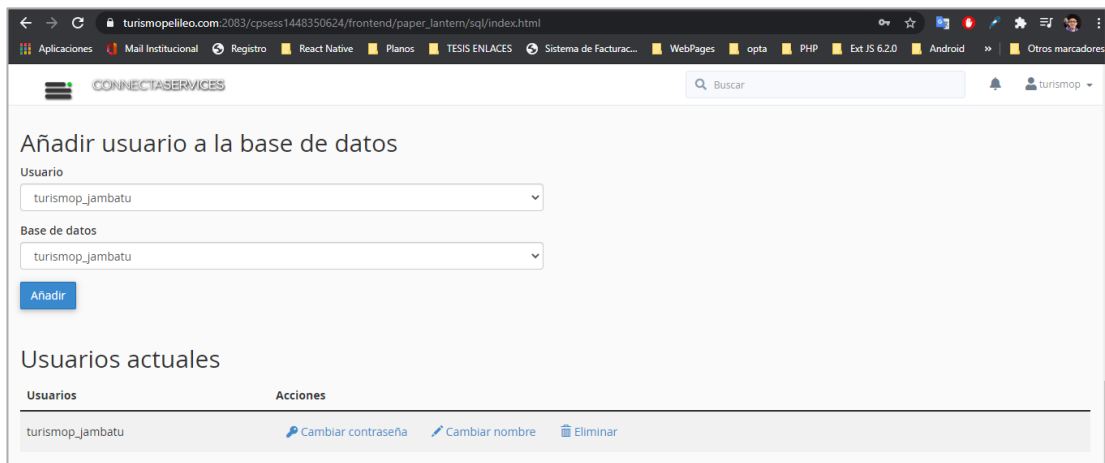 turismopelileo.com:2083/cpsess1448350624/frontend/paper_lantern/sql/index.html
Aplicaciones Mail Institucional Registro React Native Planos TESIS ENLACES Sistema de Facturac... WebPages opta PHP Ext JS 6.2.0 Android » Otros marcadores
CONNECTASERVICES Buscar turismop
Añadir usuario a la base de datos
Usuario
turismop_jambatu
Base de datos
turismop_jambatu
Añadir
Usuarios actuales
Usuarios Acciones
turismop_jambatu Cambiar contraseña Cambiar nombre Eliminar